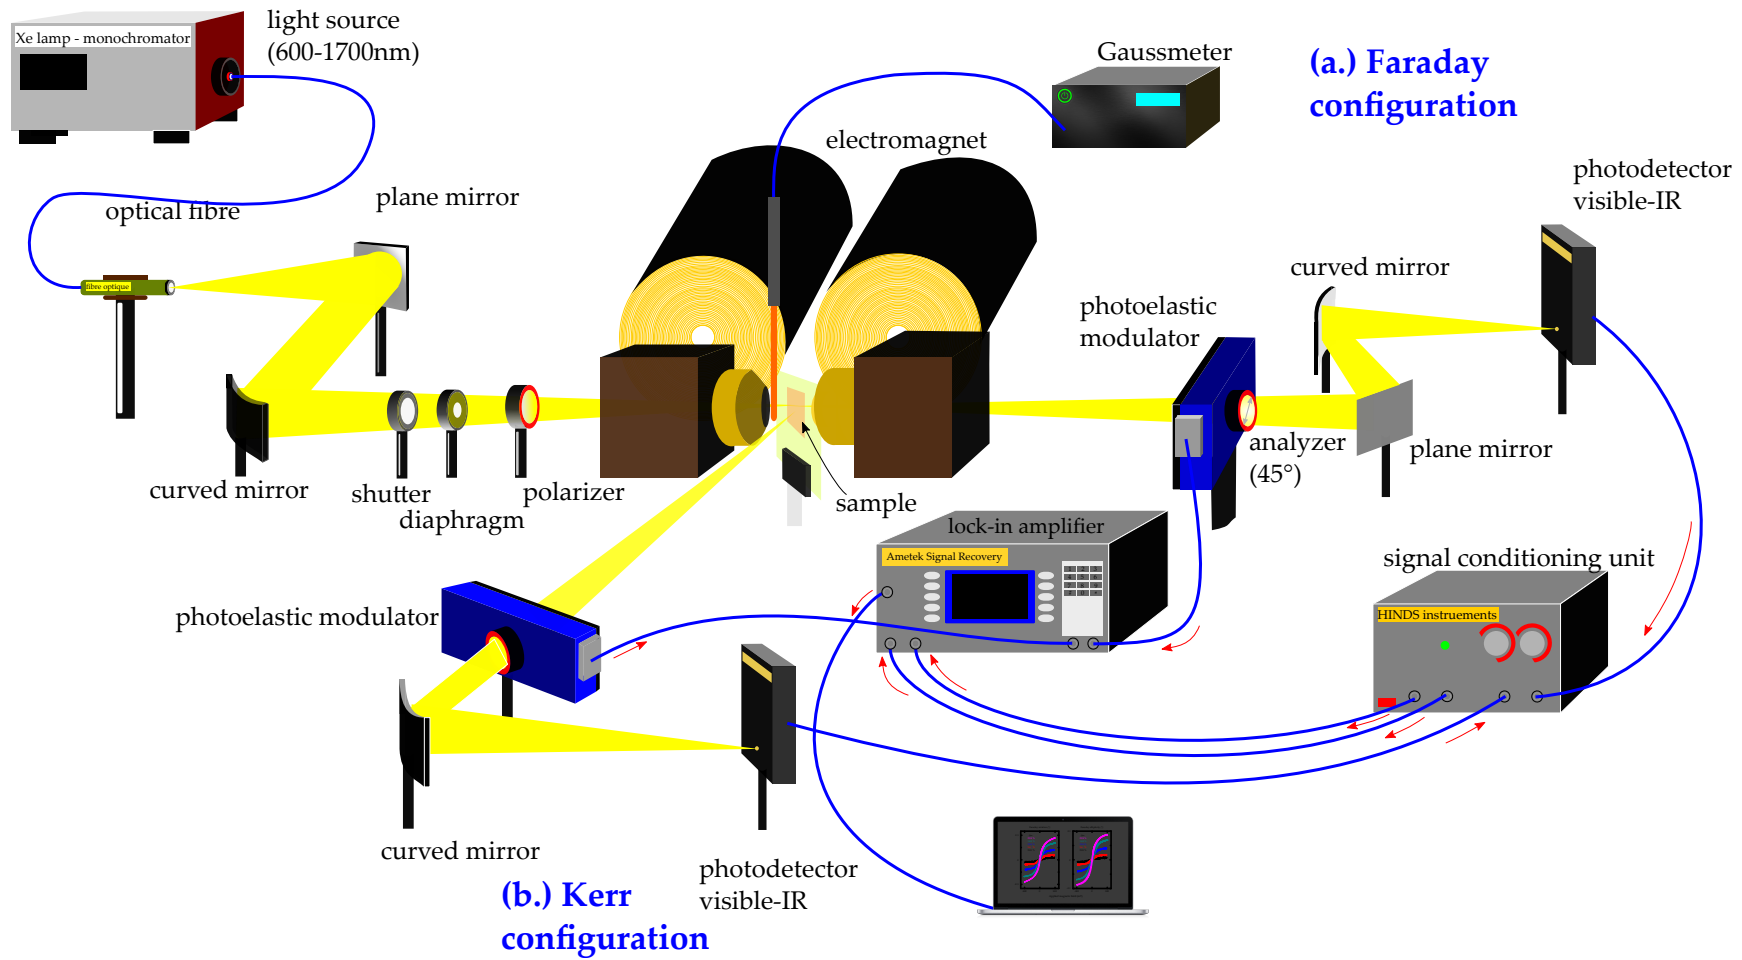 light source
(600-1700nm)
Xe lamp - monochromator
Gaussmeter
(a.) Faraday
configuration
electromagnet
photodetector
visible-IR
plane mirror
optical fibre
curved mirror
fibre optique
photoelastic
modulator
analyzer
(45°)
plane mirror
curved mirror
shutter
diaphragm
polarizer
sample
lock-in amplifier
Ametek Signal Recovery
signal conditioning unit
HINDS instruements
photoelastic modulator
curved mirror
photodetector
visible-IR
(b.) Kerr
configuration